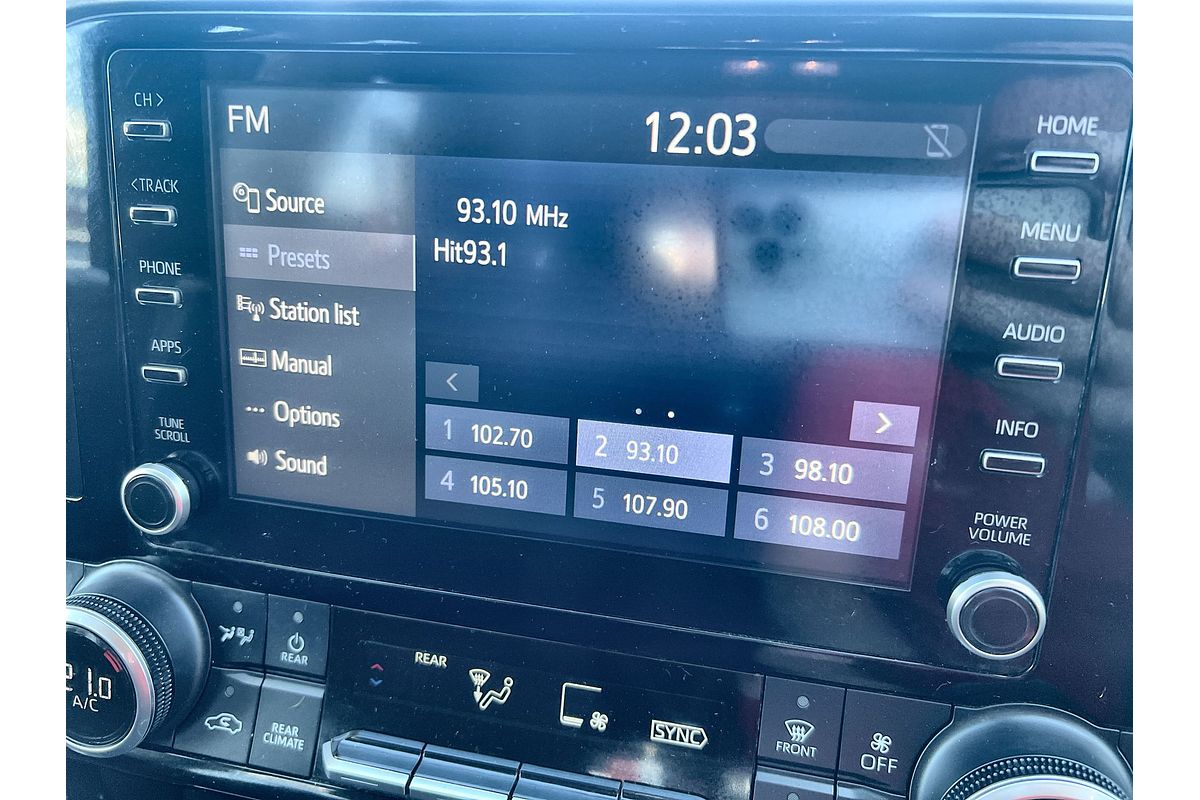 CH >
FM
12:03
HOME
< TRACK
Source
93.10 MHz
Presets
Hit93.1
MENU
PHONE
Station list
AUDIO
APPS
Manual
<
>
TUNE
SCROLL
Options
1 102.70
2 93.10
3 98.10
INFO
Sound
4 105.10
5 107.90
6 108.00
POWER
VOLUME
REAR
REAR
A/C
REAR
CLIMATE
SYNC
FRONT
OFF